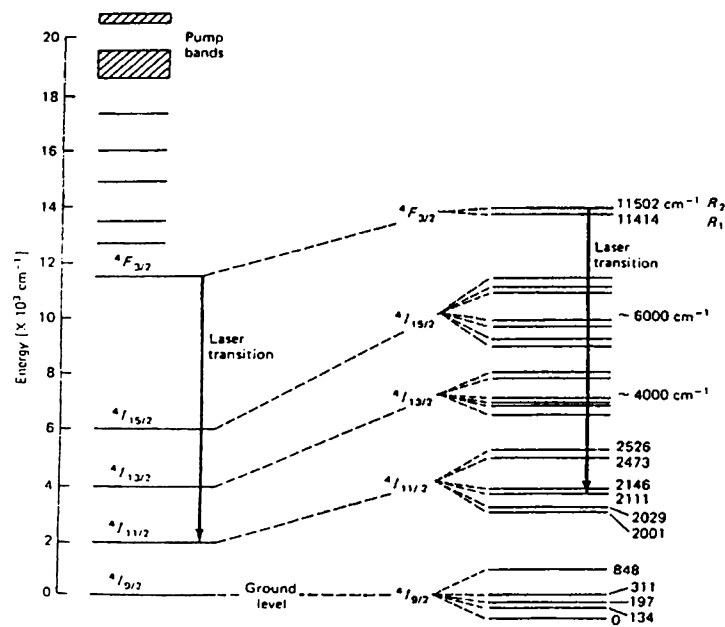 Pump
bands
Energy [X 10³ cm⁻¹]
20
18
16
14
12
10
8
6
4
2
0
⁴F₃/₂
⁴I₁₅/₂
⁴I₁₃/₂
⁴I₁₁/₂
⁴I₉/₂
Laser
transition
Ground
level
⁴F₃/₂
⁴I₁₅/₂
⁴I₁₃/₂
⁴I₁₁/₂
⁴I₉/₂
11502 cm⁻¹ R₂
11414 R₁
Laser
transition
~ 6000 cm⁻¹
~ 4000 cm⁻¹
2526
2473
2146
2111
2029
2001
848
311
197
134
0